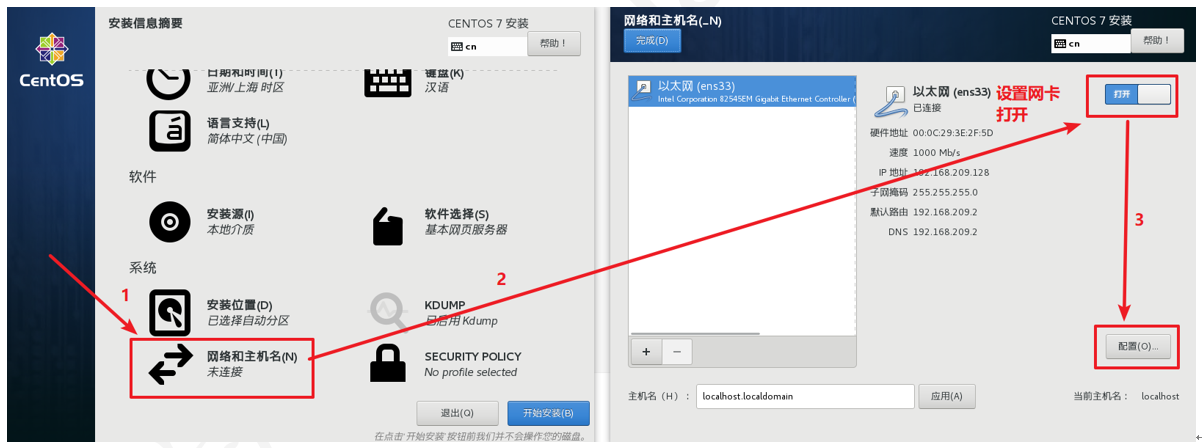 安装信息摘要
CENTOS 7 安装
cn
帮助！
CentOS
日期和时间(T)
亚洲/上海 时区
键盘(K)
汉语
语言支持(L)
简体中文 (中国)
软件
安装源(I)
本地介质
软件选择(S)
基本网页服务器
系统
安装位置(D)
已选择自动分区
KDUMP
已启用 Kdump
网络和主机名(N)
未连接
SECURITY POLICY
No profile selected
退出(Q)
开始安装(B)
在点击'开始安装'按钮前我们并不会操作您的磁盘。
1
2
网络和主机名(_N)
完成(D)
CENTOS 7 安装
cn
帮助！
以太网 (ens33)
Intel Corporation 82545EM Gigabit Ethernet Controller (
以太网 (ens33)
已连接
设置网卡
打开
打开
硬件地址 00:0C:29:3E:2F:5D
速度 1000 Mb/s
IP 地址 192.168.209.128
子网掩码 255.255.255.0
默认路由 192.168.209.2
DNS 192.168.209.2
3
+
−
配置(O)...
主机名（H）：
localhost.localdomain
应用(A)
当前主机名： localhost